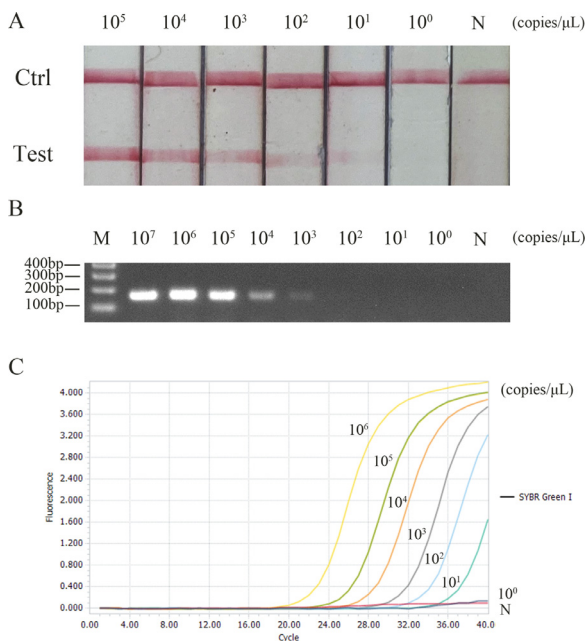 A
10⁵ 10⁴ 10³ 10² 10¹ 10⁰ N (copies/μL)
Ctrl
Test
B
M 10⁷ 10⁶ 10⁵ 10⁴ 10³ 10² 10¹ 10⁰ N (copies/μL)
400bp
300bp
200bp
100bp
C
(copies/μL)
4.000
3.600
3.200
2.800
2.400
2.000
1.600
1.200
0.800
0.400
0.000
Fluorescence
10⁶
10⁵
10⁴
10³
10²
10¹
10⁰
N
SYBR Green I
0.00 4.00 8.00 12.00 16.00 20.00 24.00 28.00 32.00 36.00 40.0
Cycle